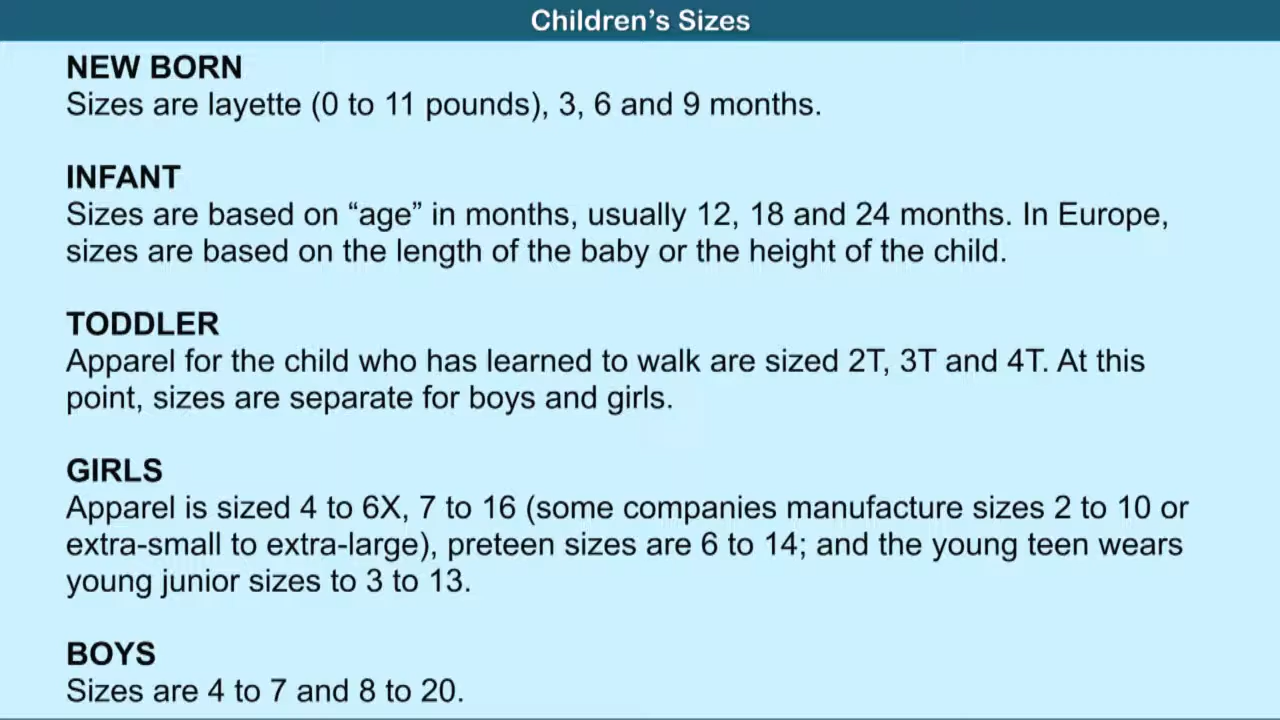 Children’s Sizes
NEW BORN
Sizes are layette (0 to 11 pounds), 3, 6 and 9 months.
INFANT
Sizes are based on “age” in months, usually 12, 18 and 24 months. In Europe,
sizes are based on the length of the baby or the height of the child.
TODDLER
Apparel for the child who has learned to walk are sized 2T, 3T and 4T. At this
point, sizes are separate for boys and girls.
GIRLS
Apparel is sized 4 to 6X, 7 to 16 (some companies manufacture sizes 2 to 10 or
extra-small to extra-large), preteen sizes are 6 to 14; and the young teen wears
young junior sizes to 3 to 13.
BOYS
Sizes are 4 to 7 and 8 to 20.